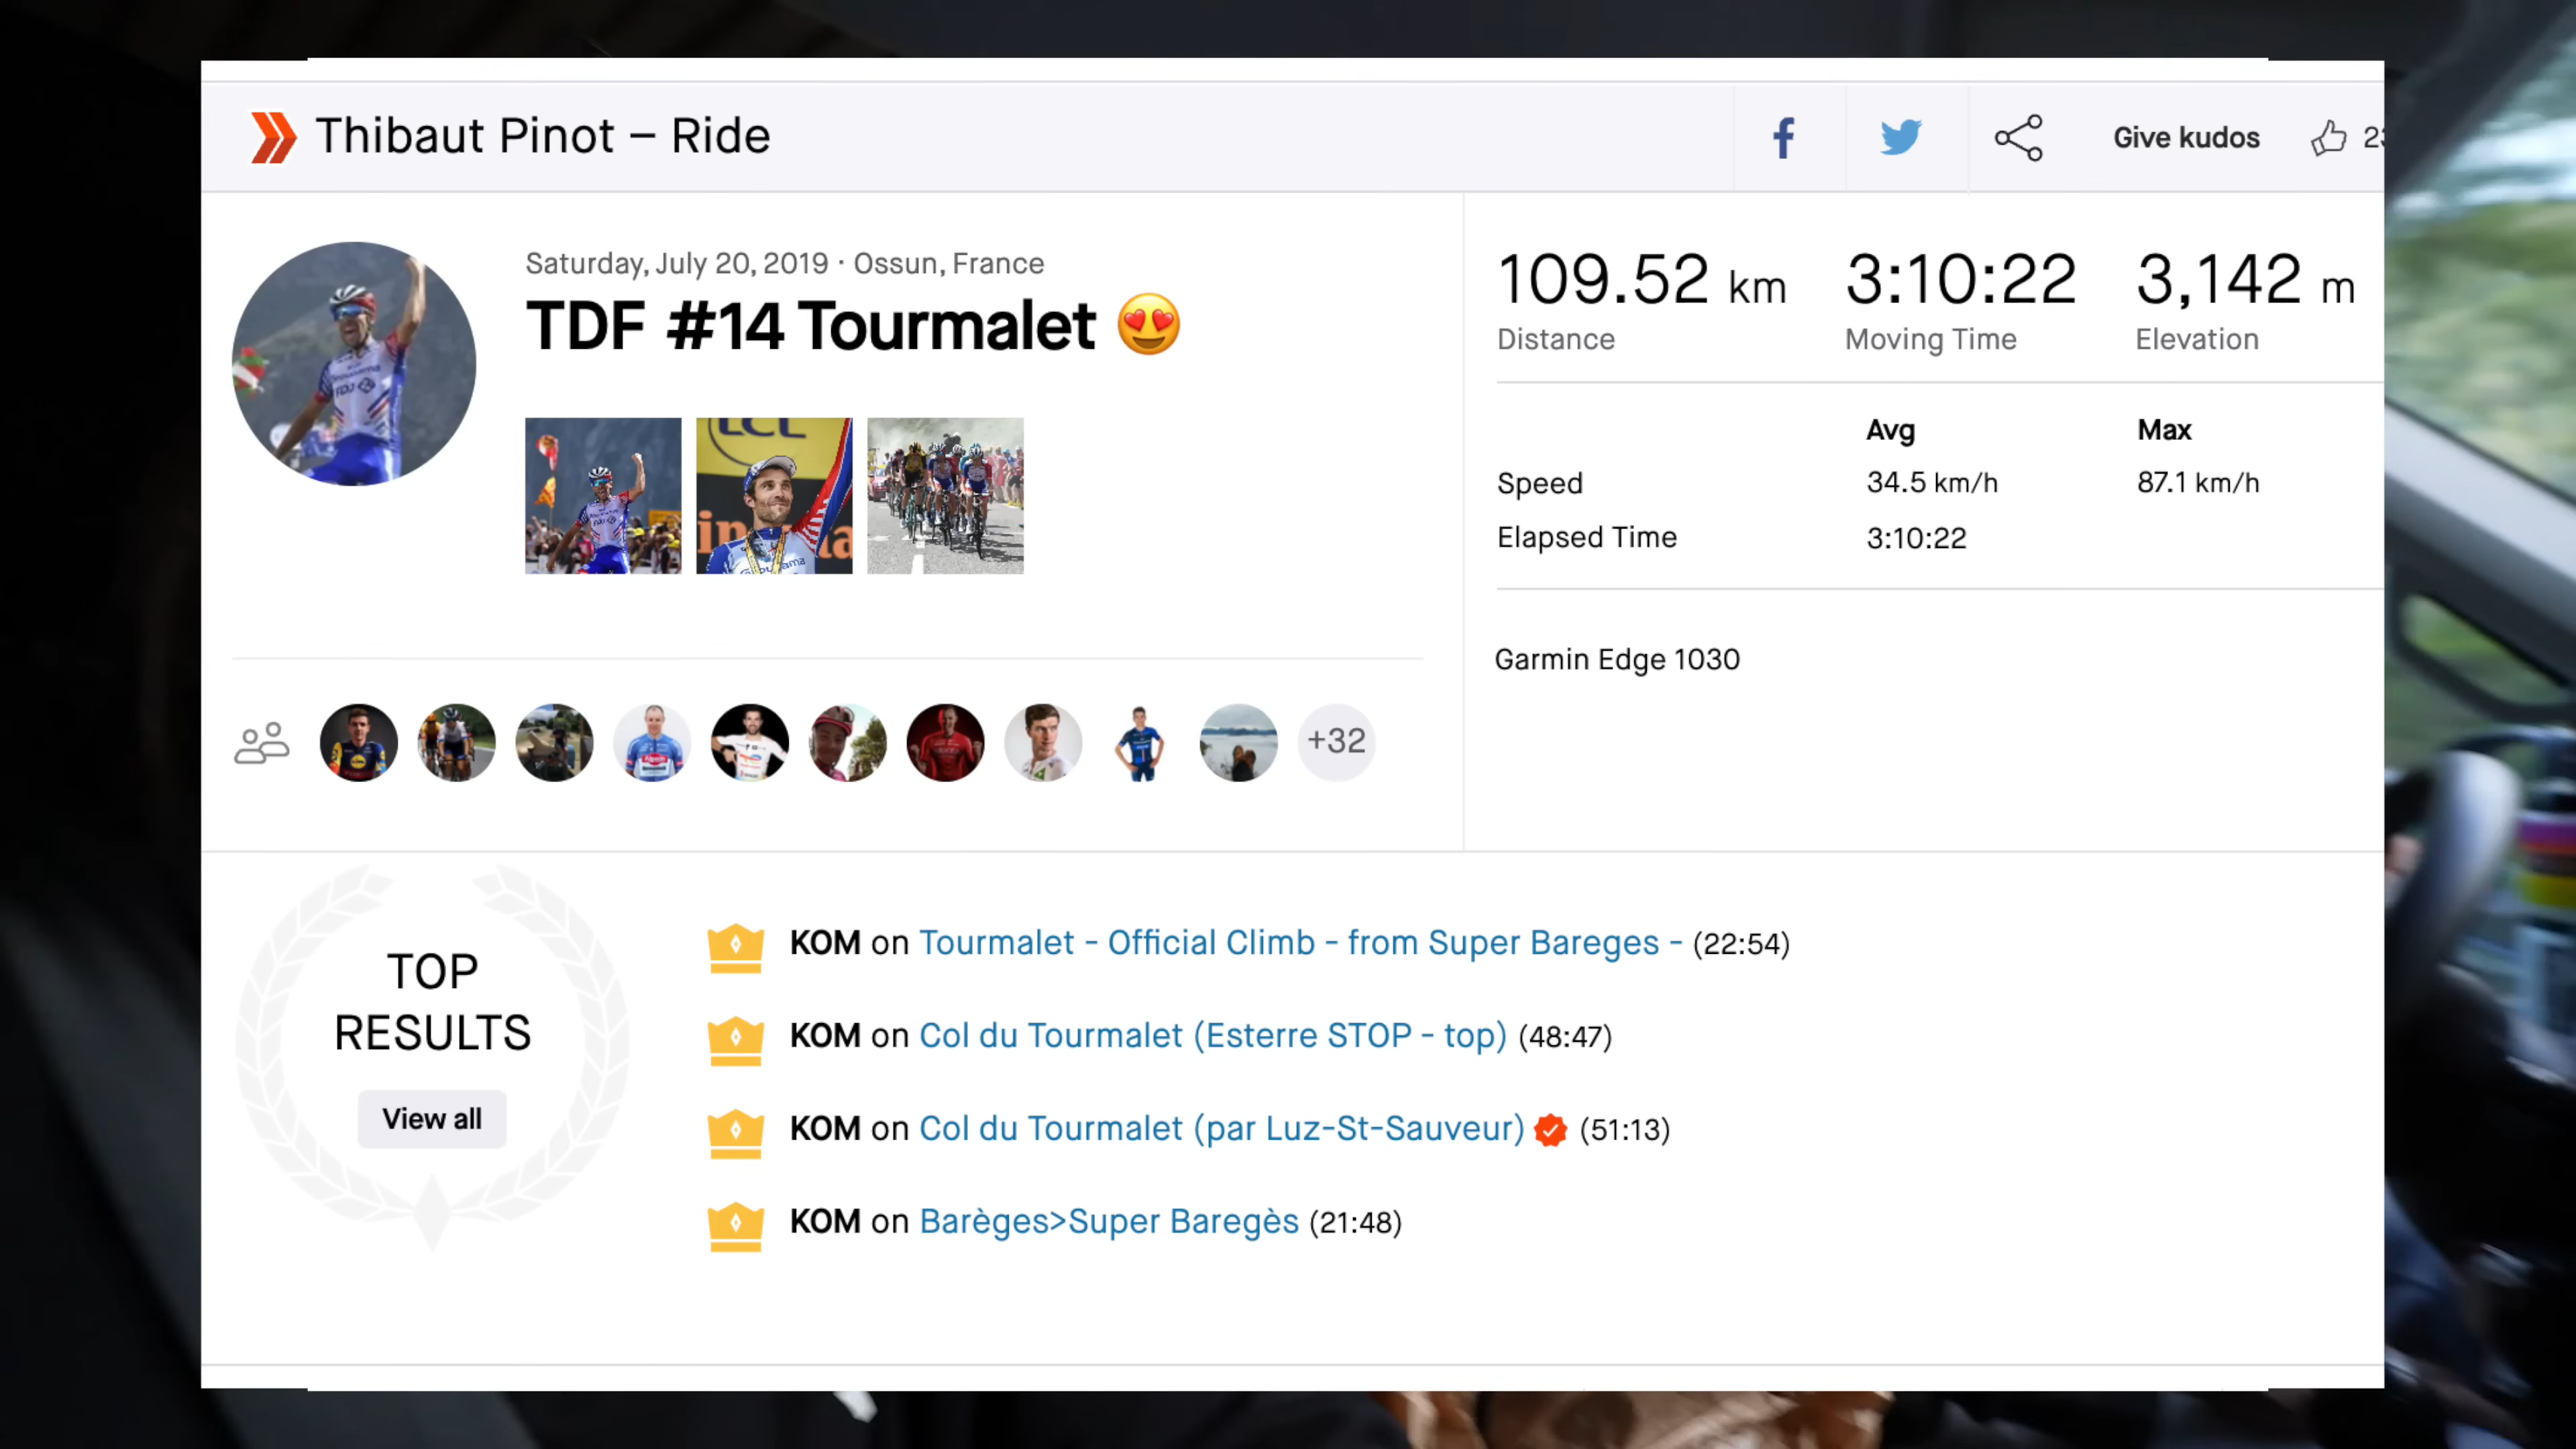 Thibaut Pinot – Ride
Give kudos
Saturday, July 20, 2019 · Ossun, France
TDF #14 Tourmalet 😍
109.52 km
Distance
3:10:22
Moving Time
3,142 m
Elevation
Avg
Max
Speed
34.5 km/h
87.1 km/h
Elapsed Time
3:10:22
Garmin Edge 1030
LCL
FDJ
+32
TOP
RESULTS
View all
KOM on Tourmalet - Official Climb - from Super Bareges - (22:54)
KOM on Col du Tourmalet (Esterre STOP - top) (48:47)
KOM on Col du Tourmalet (par Luz-St-Sauveur) (51:13)
KOM on Barèges>Super Baregès (21:48)